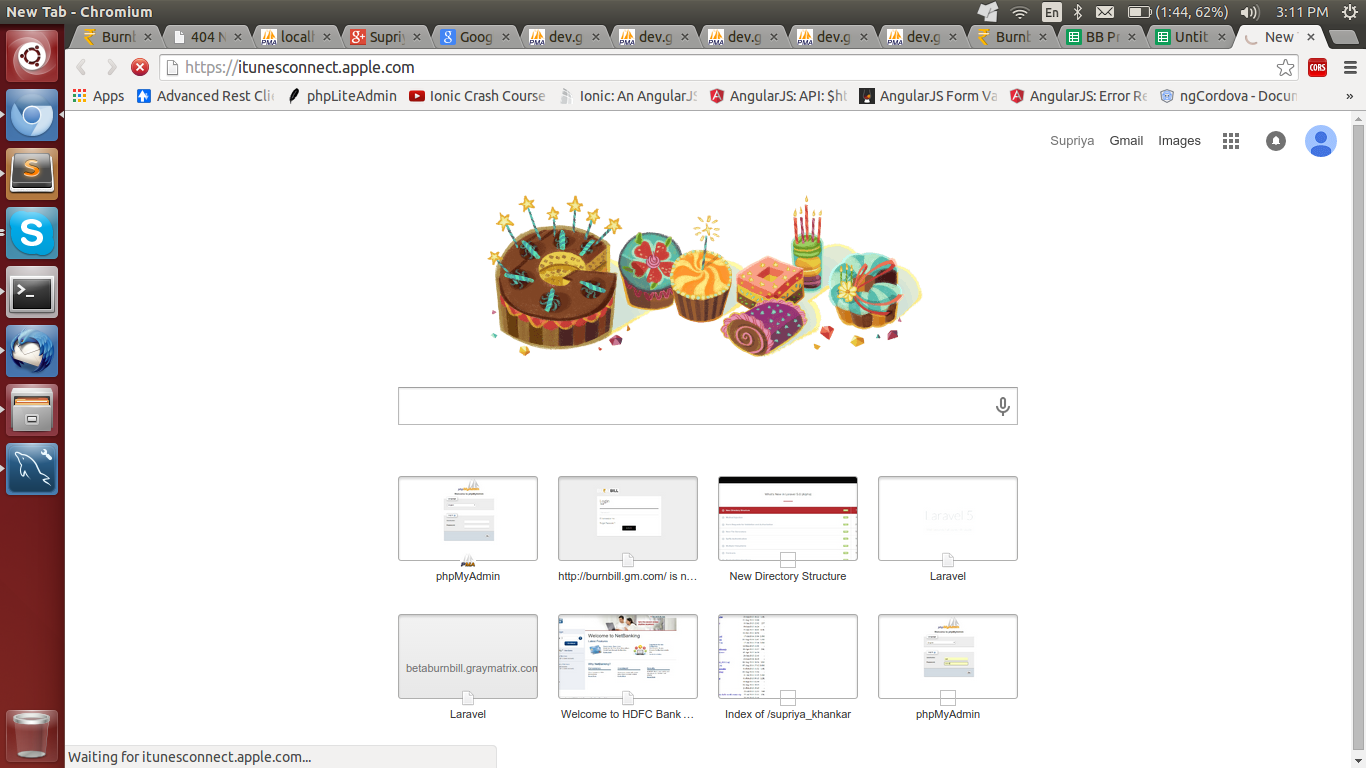 New Tab - Chromium
En
(1:44, 62%)
3:11 PM
Burnb
404 N
locall
Supriy
Goog
dev.g
dev.g
dev.g
dev.g
dev.g
Burnb
BB Pr
Untit
New
https://itunesconnect.apple.com
CORS
Apps
Advanced Rest Clie
phpLiteAdmin
Ionic Crash Course
Ionic: An AngularJS
AngularJS: API: $ht
AngularJS Form Va
AngularJS: Error Re
ngCordova - Docun
»
Supriya
Gmail
Images
phpMyAdmin
http://burnbill.gm.com/ is n...
New Directory Structure
Laravel 5
Laravel
betaburnbill.graymatrix.com
Welcome to NetBanking
Laravel
Welcome to HDFC Bank ...
Index of /supriya_khankar
phpMyAdmin
Waiting for itunesconnect.apple.com...